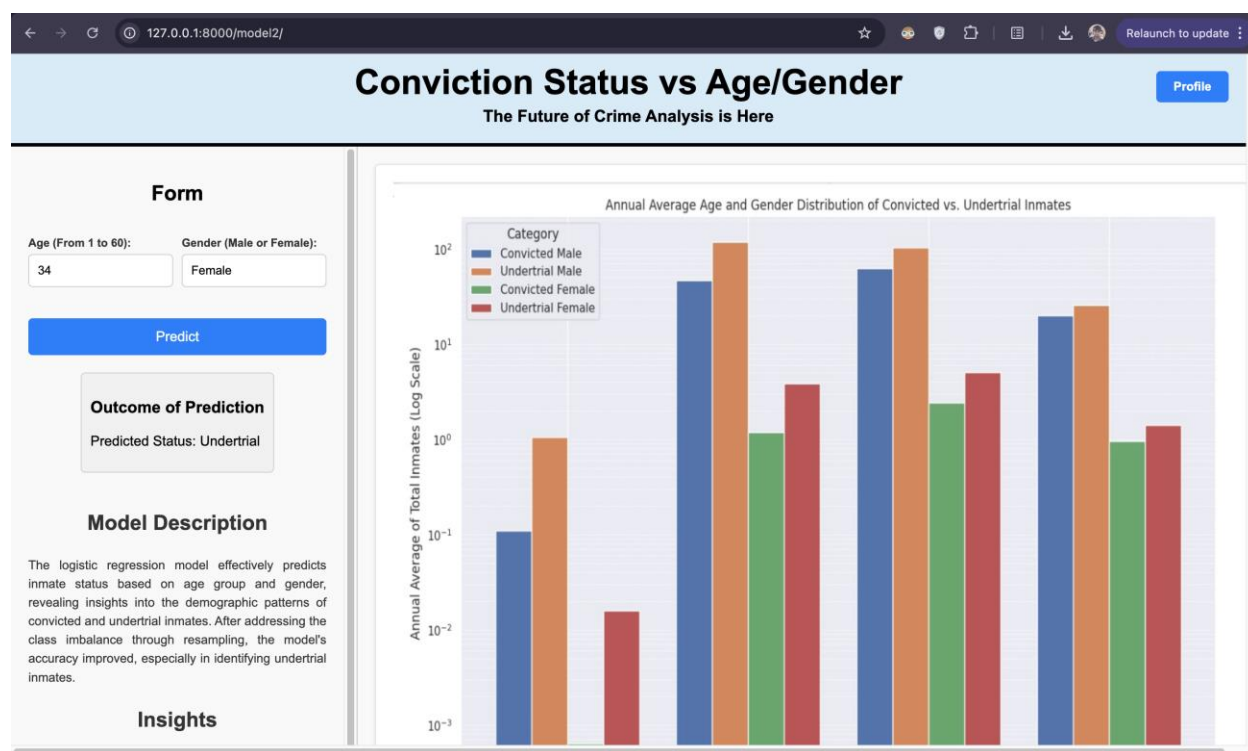 127.0.0.1:8000/model2/
Relaunch to update
Conviction Status vs Age/Gender
The Future of Crime Analysis is Here
Profile
Form
Age (From 1 to 60):
Gender (Male or Female):
34
Female
Predict
Outcome of Prediction
Predicted Status: Undertrial
Model Description
The logistic regression model effectively predicts
inmate status based on age group and gender,
revealing insights into the demographic patterns of
convicted and undertrial inmates. After addressing the
class imbalance through resampling, the model's
accuracy improved, especially in identifying undertrial
inmates.
Insights
Annual Average Age and Gender Distribution of Convicted vs. Undertrial Inmates
Category
Convicted Male
Undertrial Male
Convicted Female
Undertrial Female
Annual Average of Total Inmates (Log Scale)
10²
10¹
10⁰
10⁻¹
10⁻²
10⁻³